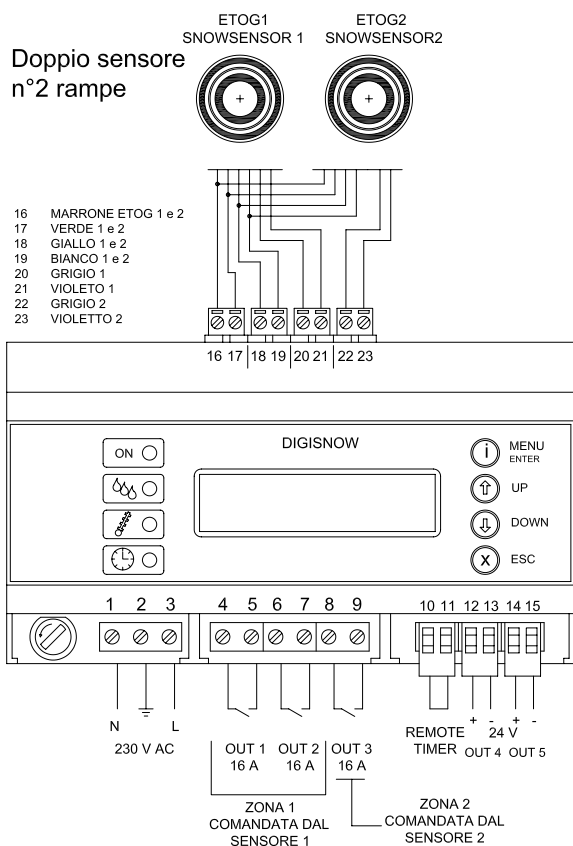 ETOG1
SNOWSENSOR 1
ETOG2
SNOWSENSOR2
Doppio sensore
n°2 rampe
16 MARRONE ETOG 1 e 2
17 VERDE 1 e 2
18 GIALLO 1 e 2
19 BIANCO 1 e 2
20 GRIGIO 1
21 VIOLETO 1
22 GRIGIO 2
23 VIOLETTO 2
16 17 18 19 20 21 22 23
DIGISNOW
ON
i MENU
ENTER
UP
DOWN
X ESC
1 2 3 4 5 6 7 8 9 10 11 12 13 14 15
N L
230 V AC
OUT 1
16 A
OUT 2
16 A
OUT 3
16 A
REMOTE
TIMER
+ - + -
24 V
OUT 4 OUT 5
ZONA 1
COMANDATA DAL
SENSORE 1
ZONA 2
COMANDATA DAL
SENSORE 2